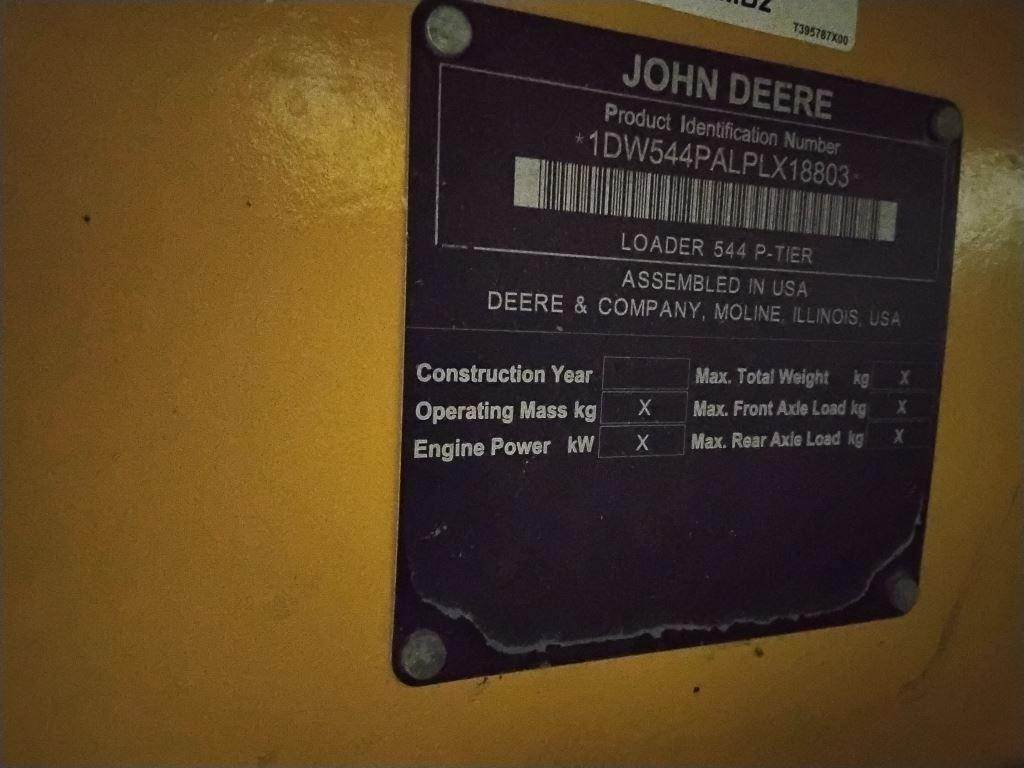 T395787X00
JOHN DEERE
Product Identification Number
*1DW544PALPLX18803*
LOADER 544 P-TIER
ASSEMBLED IN USA
DEERE & COMPANY, MOLINE, ILLINOIS, USA
Construction Year
Max. Total Weight kg X
Operating Mass kg X
Max. Front Axle Load kg X
Engine Power kW X
Max. Rear Axle Load kg X